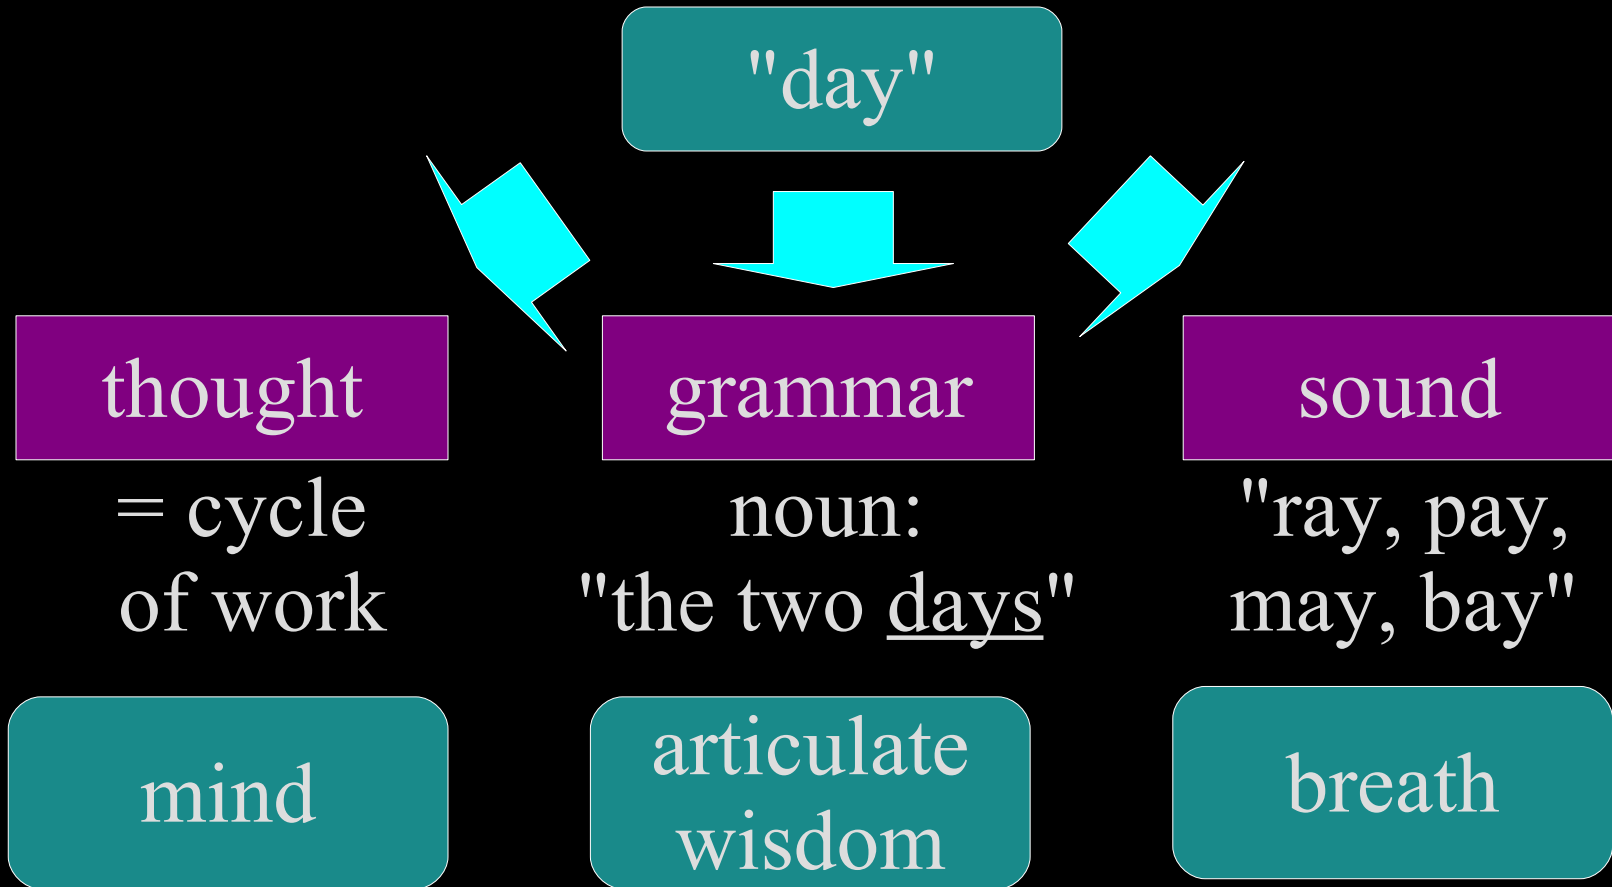 "day"
thought
grammar
sound
= cycle
of work
noun:
"the two days"
"ray, pay,
may, bay"
mind
articulate
wisdom
breath